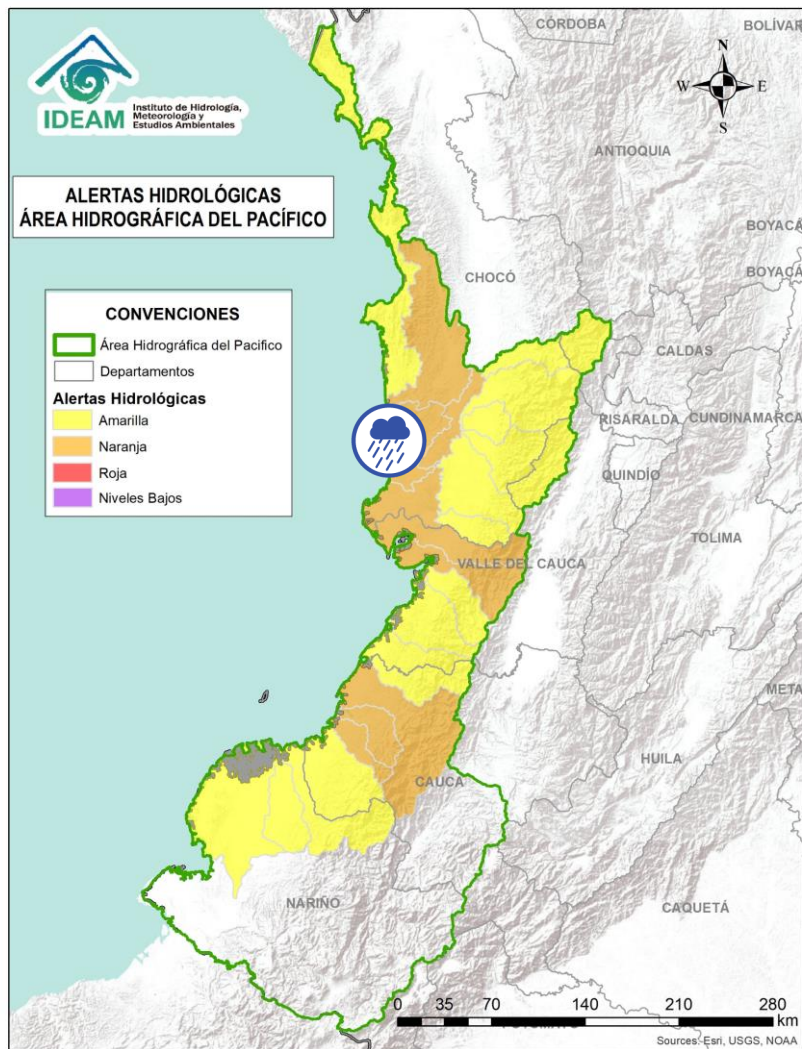 CÓRDOBA
BOLÍVAR
N
W
E
S
IDEAM
Instituto de Hidrología,
Meteorología y
Estudios Ambientales
ANTIOQUIA
ALERTAS HIDROLÓGICAS
ÁREA HIDROGRÁFICA DEL PACÍFICO
BOYACÁ
BOYACÁ
CHOCÓ
CONVENCIONES
Área Hidrográfica del Pacifico
Departamentos
Alertas Hidrológicas
Amarilla
Naranja
Roja
Niveles Bajos
CALDAS
RISARALDA
CUNDINAMARCA
QUINDÍO
TOLIMA
VALLE DEL CAUCA
META
HUILA
CAUCA
NARIÑO
CAQUETÁ
0 35 70 140 210 280
km
Sources: Esri, USGS, NOAA